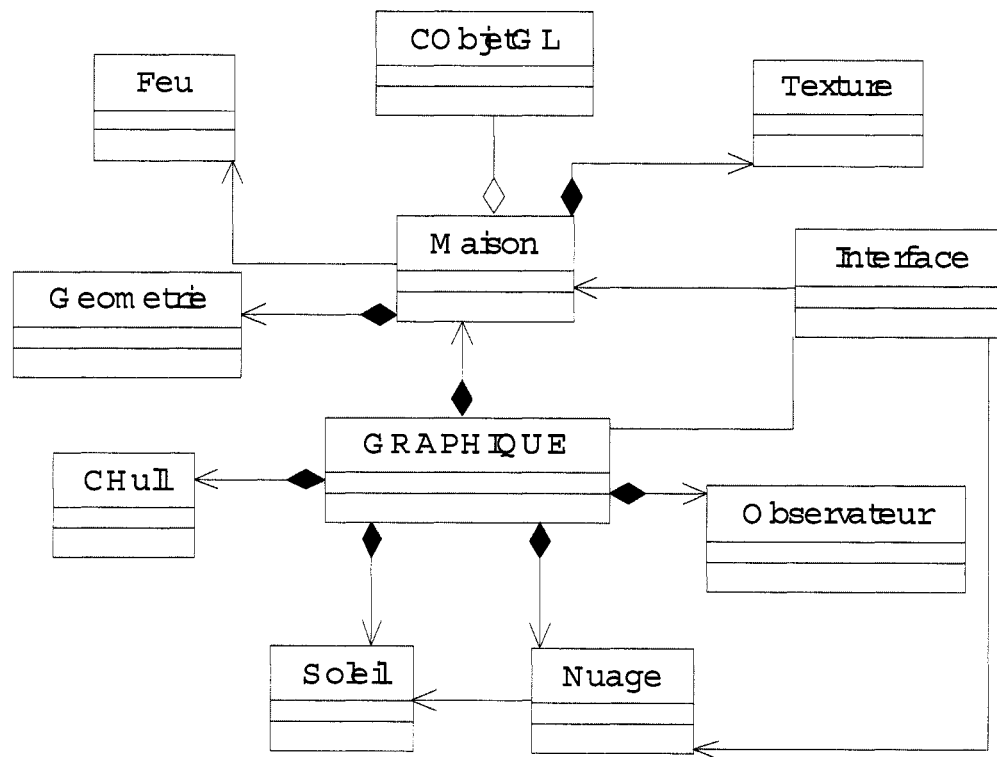 CObjetGL
Feu
Texture
Maison
Interface
Geometrie
GRAPHIQUE
CHull
Observateur
Soleil
Nuage